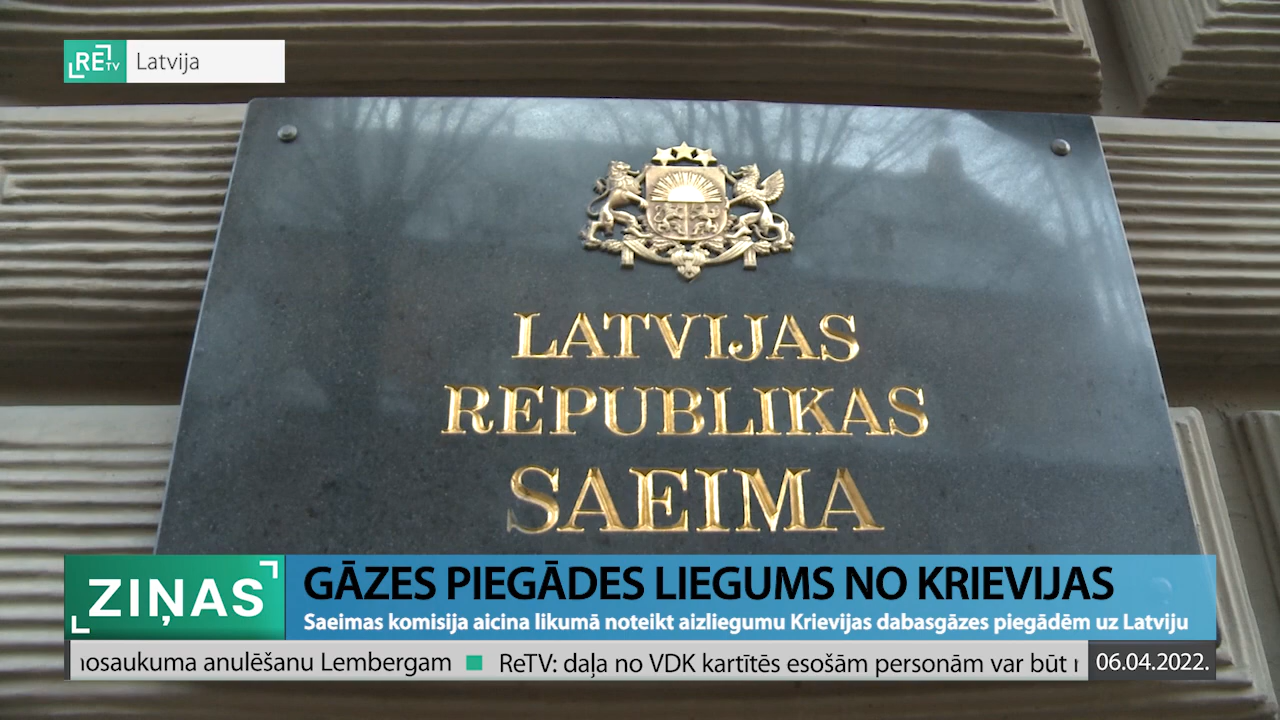 RE TV Latvija
LATVIJAS
REPUBLIKAS
SAEIMA
ZIŅAS
GĀZES PIEGĀDES LIEGUMS NO KRIEVIJAS
Saeimas komisija aicina likumā noteikt aizliegumu Krievijas dabasgāzes piegādēm uz Latviju
anulēšanu Lembergam ■ ReTV: daļa no VDK kartītēs esošām personām var būt
06.04.2022.